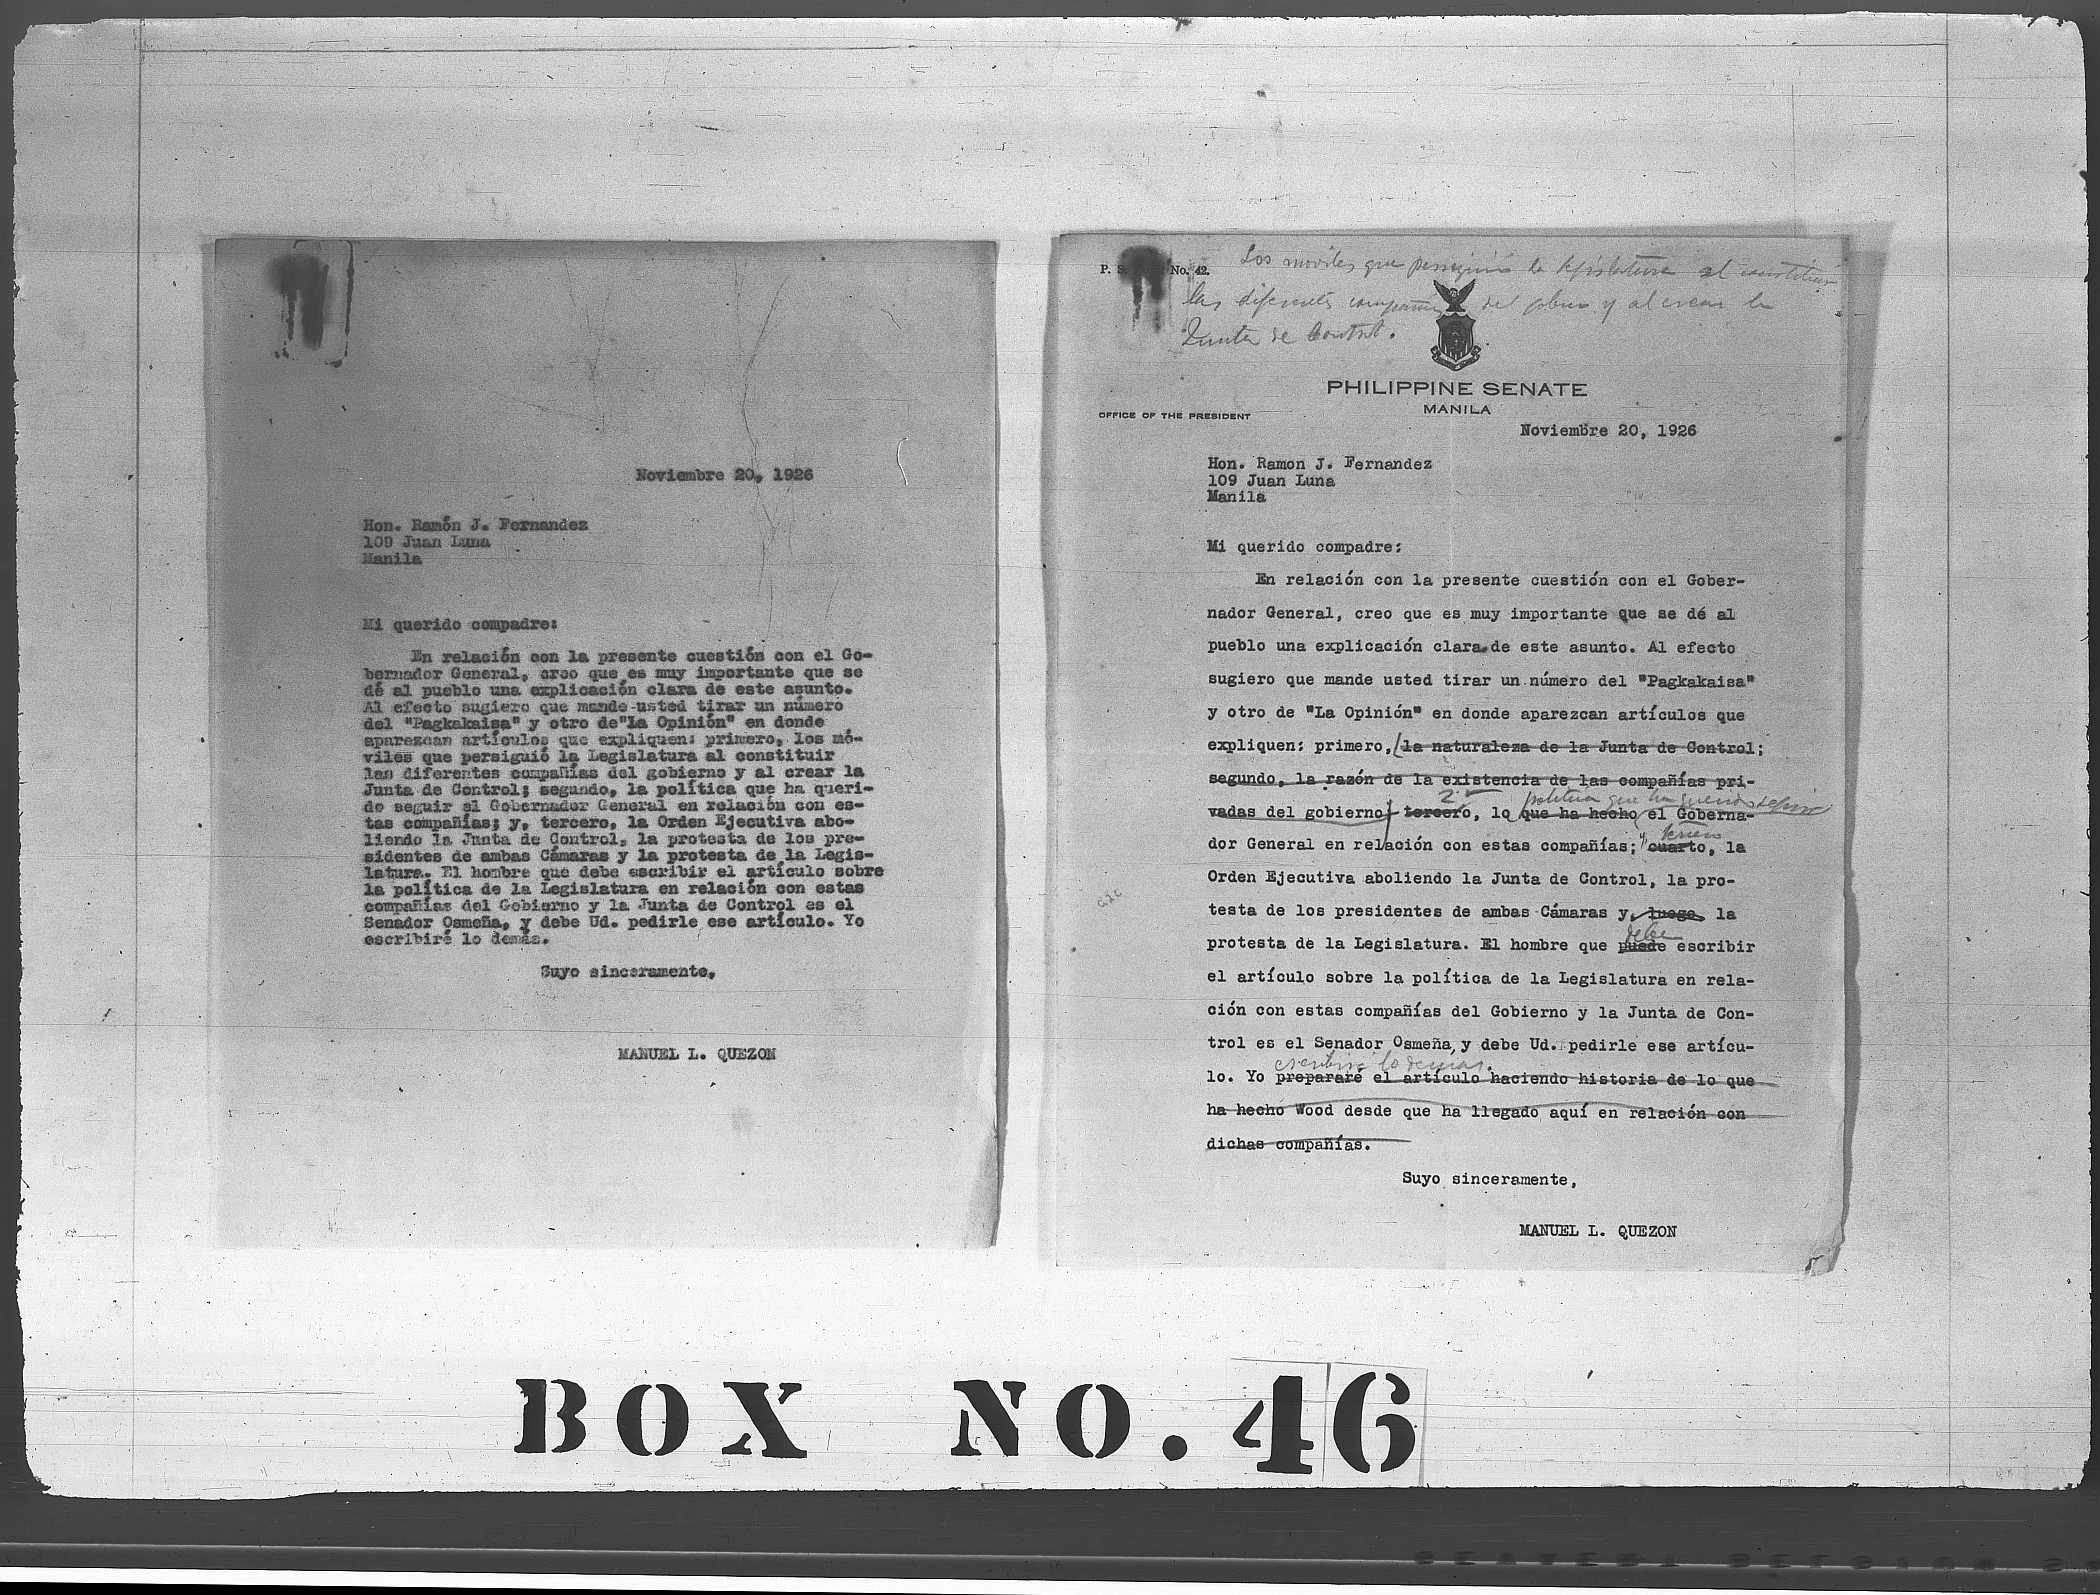 Noviembre 20, 1926
Hon. Ramón J. Fernandez
109 Juan Luna
Manila
Mi querido compadre:
En relación con la presente cuestión con el Go-
bernador General, creo que es muy importante que se
dé al pueblo una explicación clara de este asunto.
Al efecto sugiero que mande usted tirar un número
del "Pagkakaisa" y otro de"La Opinión" en donde
aparezcan artículos que expliquen: primero, los mó-
viles que persiguió la Legislatura al constituir
las diferentes compañías del gobierno y al crear la
Junta de Control; segundo, la política que ha queri-
do seguir el Gobernador General en relación con es-
tas compañías; y, tercero, la Orden Ejecutiva abo-
liendo la Junta de Control, la protesta de los pre-
sidentes de ambas Cámaras y la protesta de la Legis-
latura. El hombre que debe escribir el artículo sobre
la política de la Legislatura en relación con estas
compañías del Gobierno y la Junta de Control es el
Senador Osmeña, y debe Ud. pedirle ese artículo. Yo
escribiré lo demás.
Suyo sinceramente,
MANUEL L. QUEZON
P. S. No. 42.
Los moviles que persiguió la legislatura al constituir
las diferentes compañias del gobno y al crear la
Junta de Control.
PHILIPPINE SENATE
MANILA
OFFICE OF THE PRESIDENT
Noviembre 20, 1926
Hon. Ramon J. Fernandez
109 Juan Luna
Manila
Mi querido compadre:
En relación con la presente cuestión con el Gober-
nador General, creo que es muy importante que se dé al
pueblo una explicación clara de este asunto. Al efecto
sugiero que mande usted tirar un número del "Pagkakaisa"
y otro de "La Opinión" en donde aparezcan artículos que
expliquen: primero, la naturaleza de la Junta de Control;
segundo, la razón de la existencia de las compañías pri-
2º politica que ha querido seguir
vadas del gobierno; tercero, lo que ha hecho el Goberna-
y tercero
dor General en relación con estas compañías; cuarto, la
Orden Ejecutiva aboliendo la Junta de Control, la pro-
testa de los presidentes de ambas Cámaras y, luego, la
debe
protesta de la Legislatura. El hombre que puede escribir
el artículo sobre la política de la Legislatura en rela-
ción con estas compañías del Gobierno y la Junta de Con-
trol es el Senador Osmeña, y debe Ud. pedirle ese artícu-
escribiré lo demás.
lo. Yo prepararé el artículo haciendo historia de lo que
ha hecho Wood desde que ha llegado aquí en relación con
dichas compañías.
Suyo sinceramente,
MANUEL L. QUEZON
BOX NO. 46